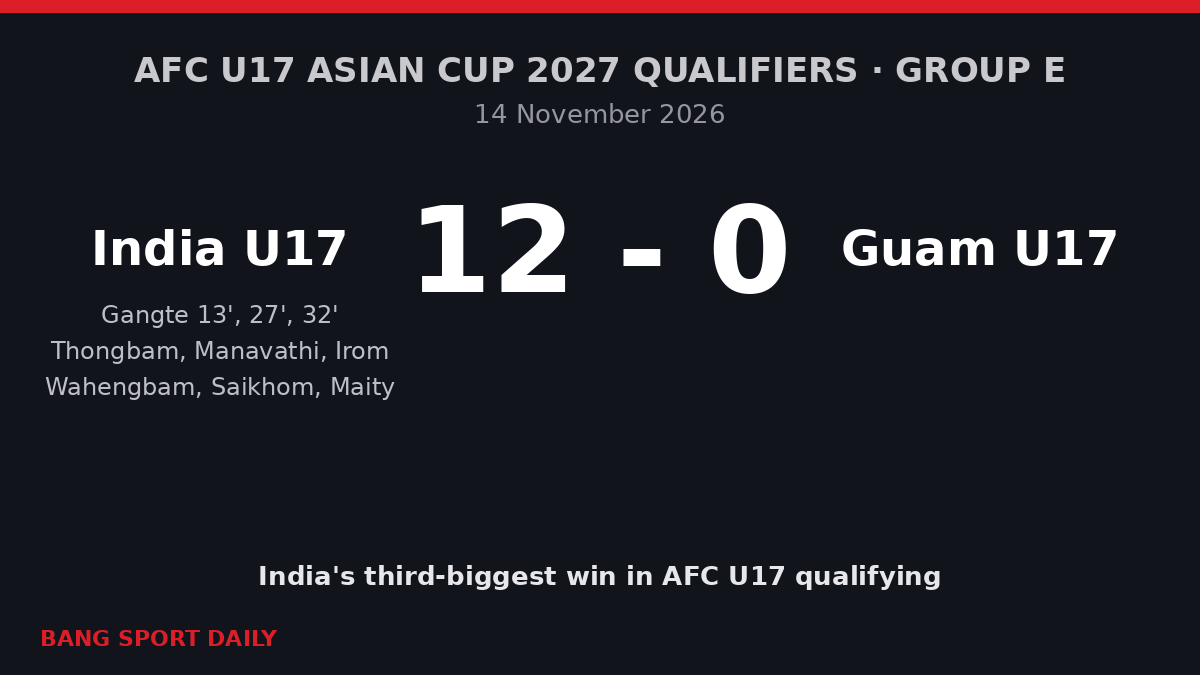 AFC U17 ASIAN CUP 2027 QUALIFIERS · GROUP E
14 November 2026
India U17 12 - 0 Guam U17
Gangte 13', 27', 32'
Thongbam, Manavathi, Irom
Wahengbam, Saikhom, Maity
India's third-biggest win in AFC U17 qualifying
BANG SPORT DAILY